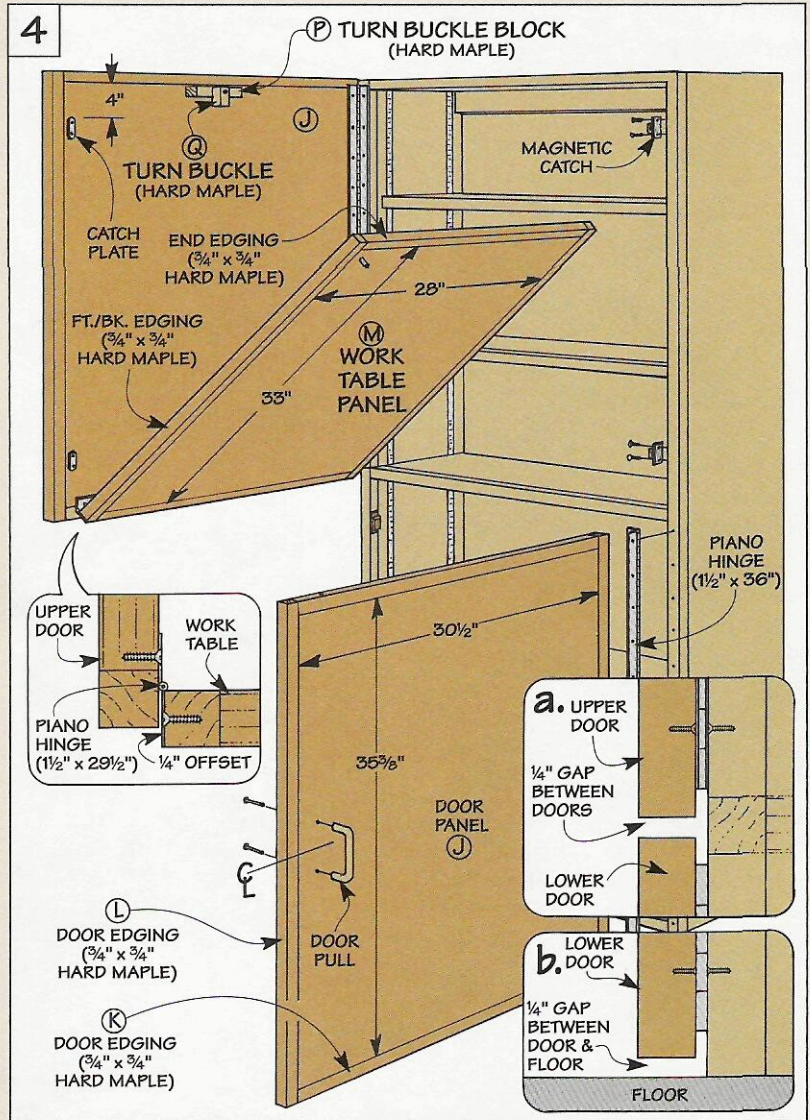 4
P TURN BUCKLE BLOCK
(HARD MAPLE)
4"
J
Q
TURN BUCKLE
(HARD MAPLE)
MAGNETIC
CATCH
CATCH
PLATE
END EDGING
(3/4" x 3/4"
HARD MAPLE)
28"
FT./BK. EDGING
(3/4" x 3/4"
HARD MAPLE)
M
WORK
TABLE
PANEL
33"
PIANO
HINGE
(1 1/2" x 36")
UPPER
DOOR
WORK
TABLE
PIANO
HINGE
(1 1/2" x 29 1/2")
1/4" OFFSET
30 1/2"
35 3/8"
DOOR
PANEL
J
CL
DOOR
PULL
L
DOOR EDGING
(3/4" x 3/4"
HARD MAPLE)
K
DOOR EDGING
(3/4" x 3/4"
HARD MAPLE)
a. UPPER
DOOR
1/4" GAP
BETWEEN
DOORS
LOWER
DOOR
b. LOWER
DOOR
1/4" GAP
BETWEEN
DOOR &
FLOOR
FLOOR